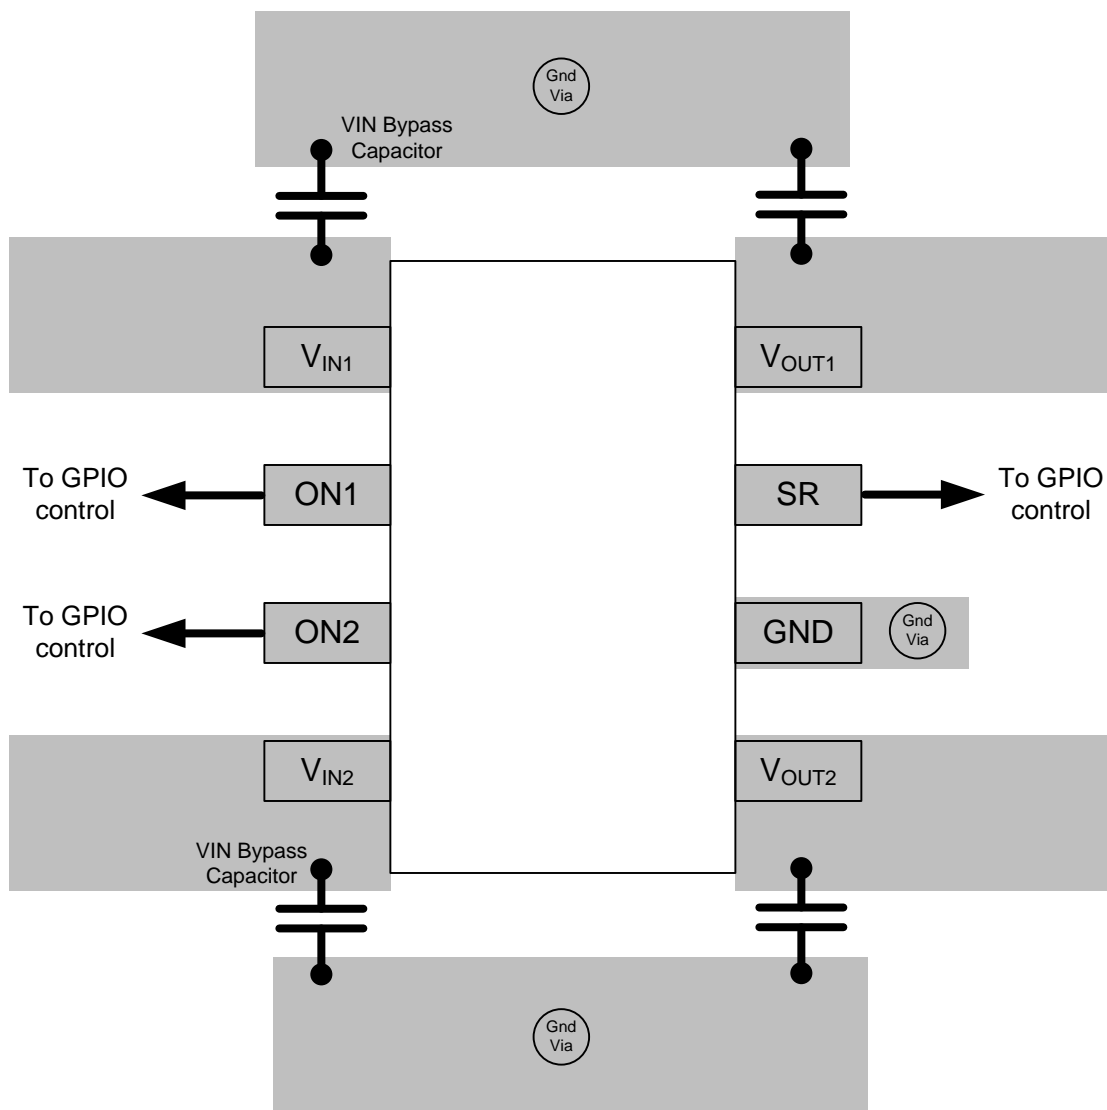 Gnd
Via
VIN Bypass
Capacitor
VIN1
VOUT1
To GPIO
control
ON1
SR
To GPIO
control
To GPIO
control
ON2
GND
Gnd
Via
VIN2
VOUT2
VIN Bypass
Capacitor
Gnd
Via